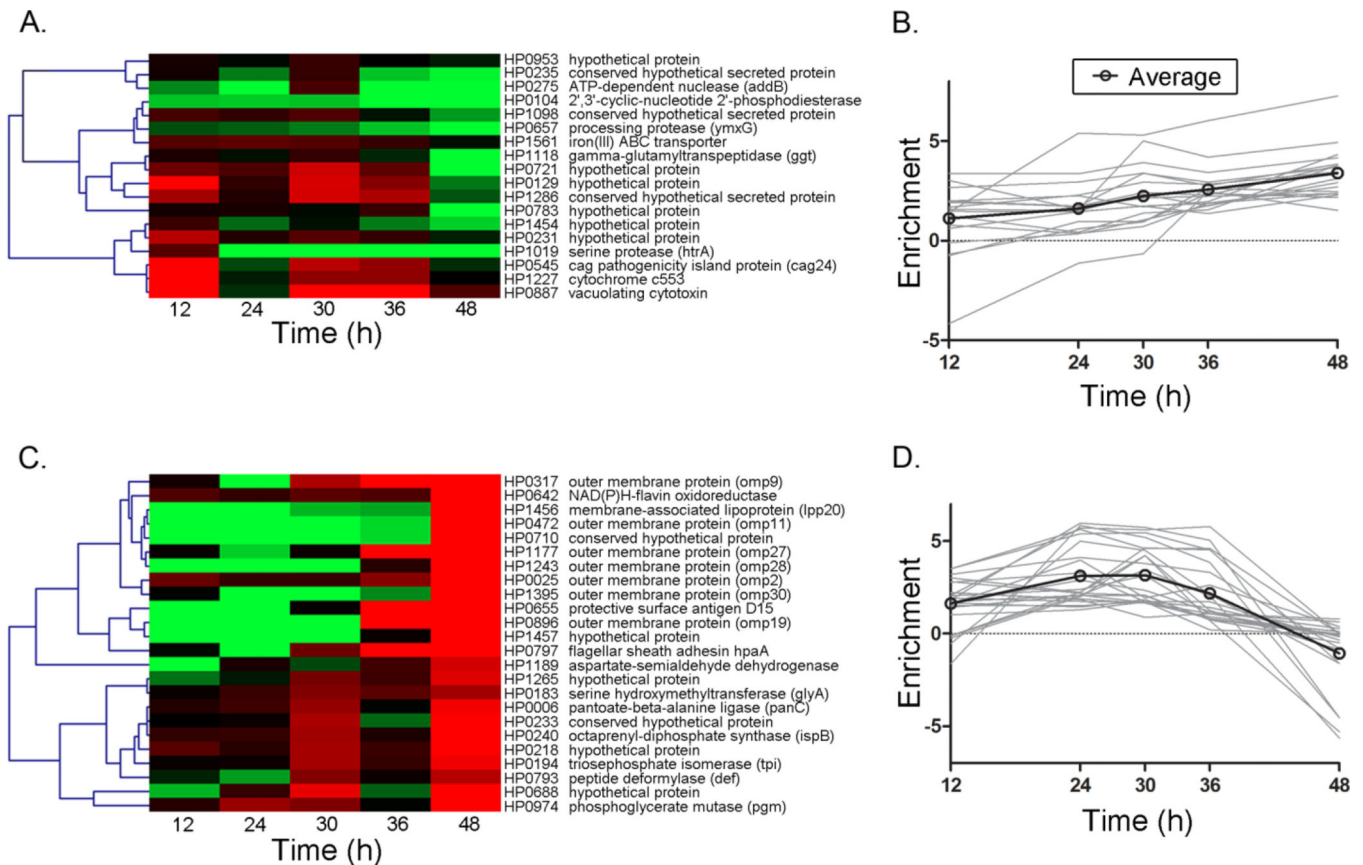 A.
HP0953 hypothetical protein
HP0235 conserved hypothetical secreted protein
HP0275 ATP-dependent nuclease (addB)
HP0104 2',3'-cyclic-nucleotide 2'-phosphodiesterase
HP1098 conserved hypothetical secreted protein
HP0657 processing protease (ymxG)
HP1561 iron(III) ABC transporter
HP1118 gamma-glutamyltranspeptidase (ggt)
HP0721 hypothetical protein
HP0129 hypothetical protein
HP1286 conserved hypothetical secreted protein
HP0783 hypothetical protein
HP1454 hypothetical protein
HP0231 hypothetical protein
HP1019 serine protease (htrA)
HP0545 cag pathogenicity island protein (cag24)
HP1227 cytochrome c553
HP0887 vacuolating cytotoxin
12 24 30 36 48
Time (h)
B.
Average
Enrichment
5
0
-5
12 24 30 36 48
Time (h)
C.
HP0317 outer membrane protein (omp9)
HP0642 NAD(P)H-flavin oxidoreductase
HP1456 membrane-associated lipoprotein (lpp20)
HP0472 outer membrane protein (omp11)
HP0710 conserved hypothetical protein
HP1177 outer membrane protein (omp27)
HP1243 outer membrane protein (omp28)
HP0025 outer membrane protein (omp2)
HP1395 outer membrane protein (omp30)
HP0655 protective surface antigen D15
HP0896 outer membrane protein (omp19)
HP1457 hypothetical protein
HP0797 flagellar sheath adhesin hpaA
HP1189 aspartate-semialdehyde dehydrogenase
HP1265 hypothetical protein
HP0183 serine hydroxymethyltransferase (glyA)
HP0006 pantoate-beta-alanine ligase (panC)
HP0233 conserved hypothetical protein
HP0240 octaprenyl-diphosphate synthase (ispB)
HP0218 hypothetical protein
HP0194 triosephosphate isomerase (tpi)
HP0793 peptide deformylase (def)
HP0688 hypothetical protein
HP0974 phosphoglycerate mutase (pgm)
12 24 30 36 48
Time (h)
D.
Enrichment
5
0
-5
12 24 30 36 48
Time (h)